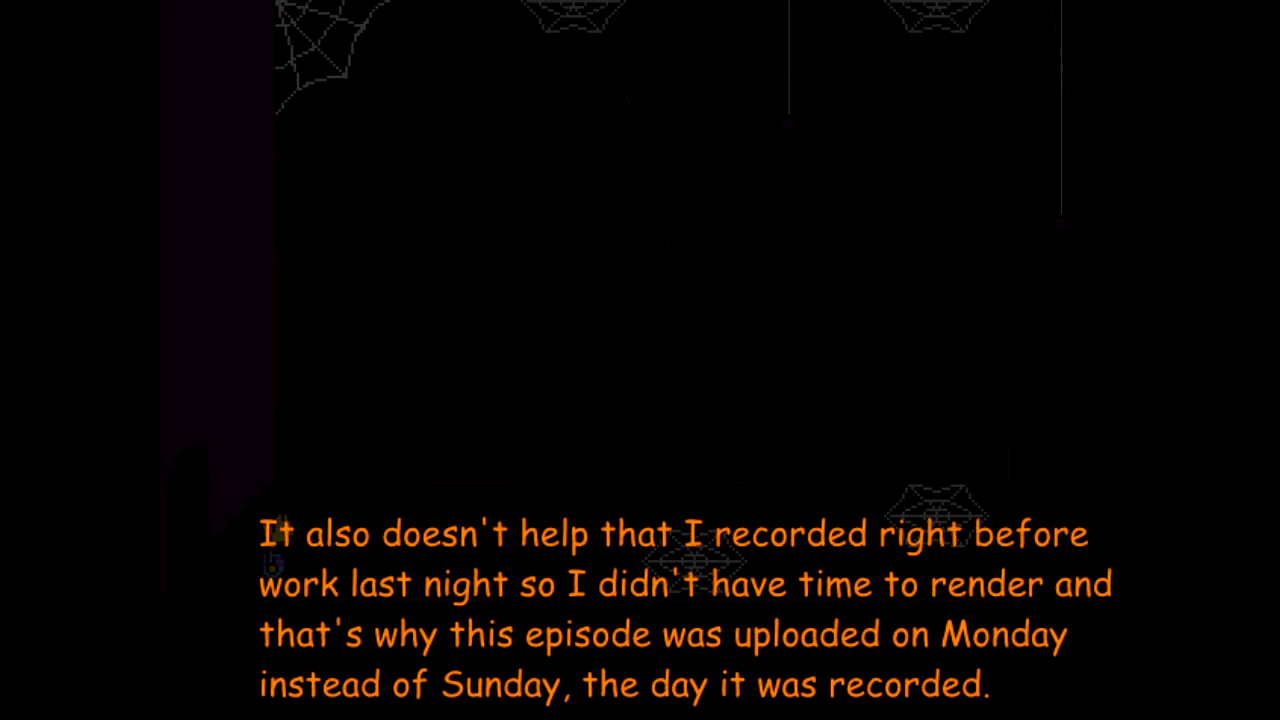 It also doesn't help that I recorded right before
work last night so I didn't have time to render and
that's why this episode was uploaded on Monday
instead of Sunday, the day it was recorded.